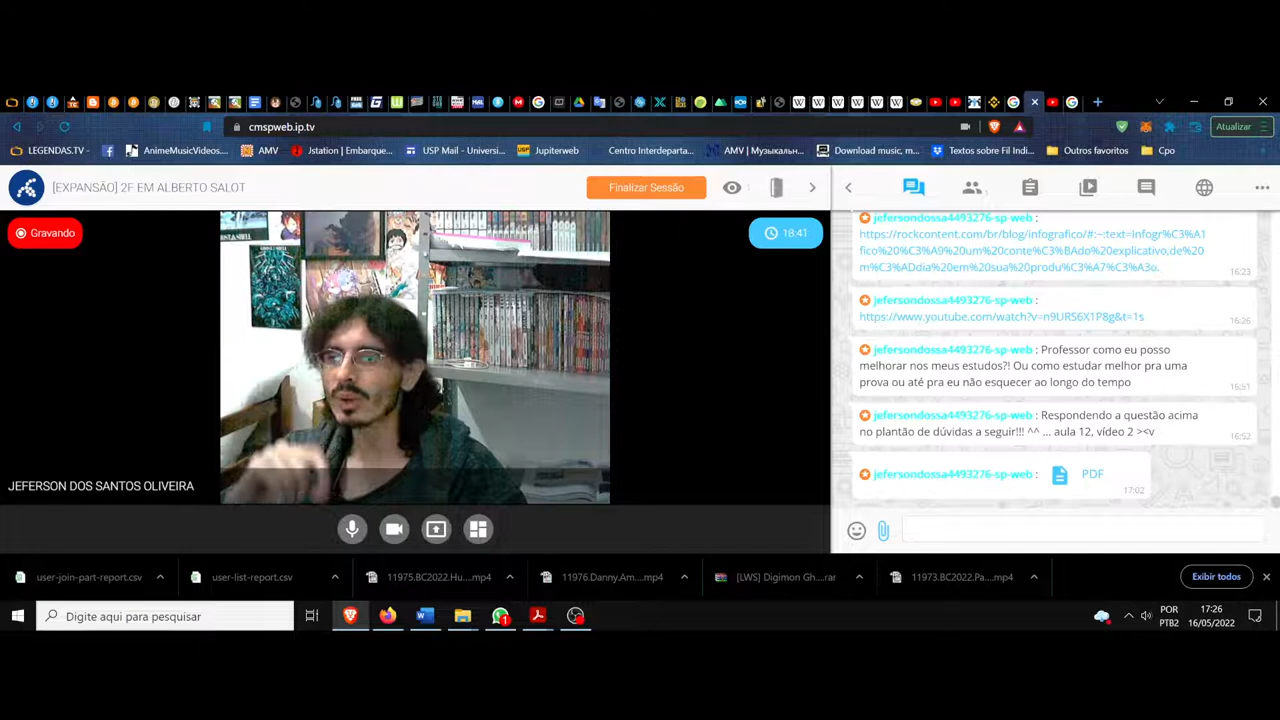 cmspweb.ip.tv
Atualizar
LEGENDAS.TV
AnimeMusicVideos...
AMV
Jstation | Embarque...
USP Mail - Universi...
Jupiterweb
Centro Interdeparta...
AMV | Музыкальн...
Download music, m...
Textos sobre Fil Indi...
Outros favoritos
Cpo
[EXPANSÃO] 2F EM ALBERTO SALOT
Finalizar Sessão
1
1
Gravando
18:41
JEFERSON DOS SANTOS OLIVEIRA
jefersondossa4493276-sp-web :
https://rockcontent.com/br/blog/infografico/#:~:text=Infogr%C3%A1
fico%20%C3%A9%20um%20conte%C3%BAdo%20explicativo,de%20
m%C3%ADdia%20em%20sua%20produ%C3%A7%C3%A3o.
16:23
jefersondossa4493276-sp-web :
https://www.youtube.com/watch?v=n9URS6X1P8g&t=1s
16:26
jefersondossa4493276-sp-web : Professor como eu posso
melhorar nos meus estudos?! Ou como estudar melhor pra uma
prova ou até pra eu não esquecer ao longo do tempo
16:51
jefersondossa4493276-sp-web : Respondendo a questão acima
no plantão de dúvidas a seguir!!! ^^ ... aula 12, vídeo 2 ><v
16:52
jefersondossa4493276-sp-web : PDF
17:02
user-join-part-report.csv
user-list-report.csv
11975.BC2022.Hu....mp4
11976.Danny.Am....mp4
[LWS] Digimon Gh....rar
11973.BC2022.Pa....mp4
Exibir todos
Digite aqui para pesquisar
1
POR
PTB2
17:26
16/05/2022